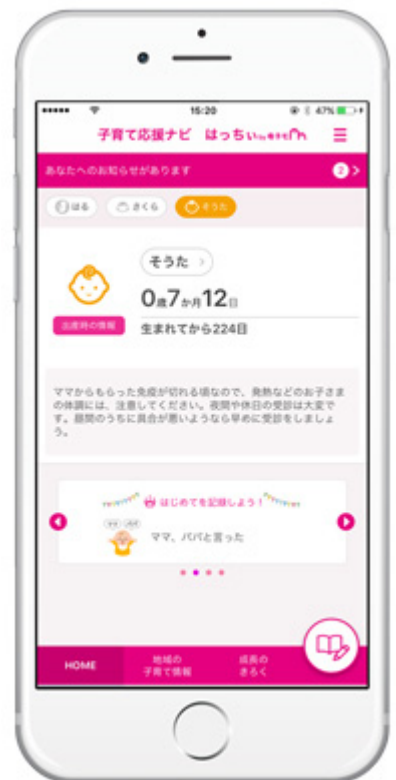 15:20
47%
子育て応援ナビ はっちぃ
あなたへのお知らせがあります
2
はる
さくら
そうた
そうた
0歳7か月12日
出産時の情報
生まれてから224日
ママからもらった免疫が切れる頃なので、発熱などのお子さま
の体調には、注意してください。夜間や休日の受診は大変で
す。昼間のうちに具合が悪いようなら早めに受診をしましょ
う。
はじめてを記録しよう!
ママ、パパと言った
HOME
地域の
子育て情報
成長の
きろく